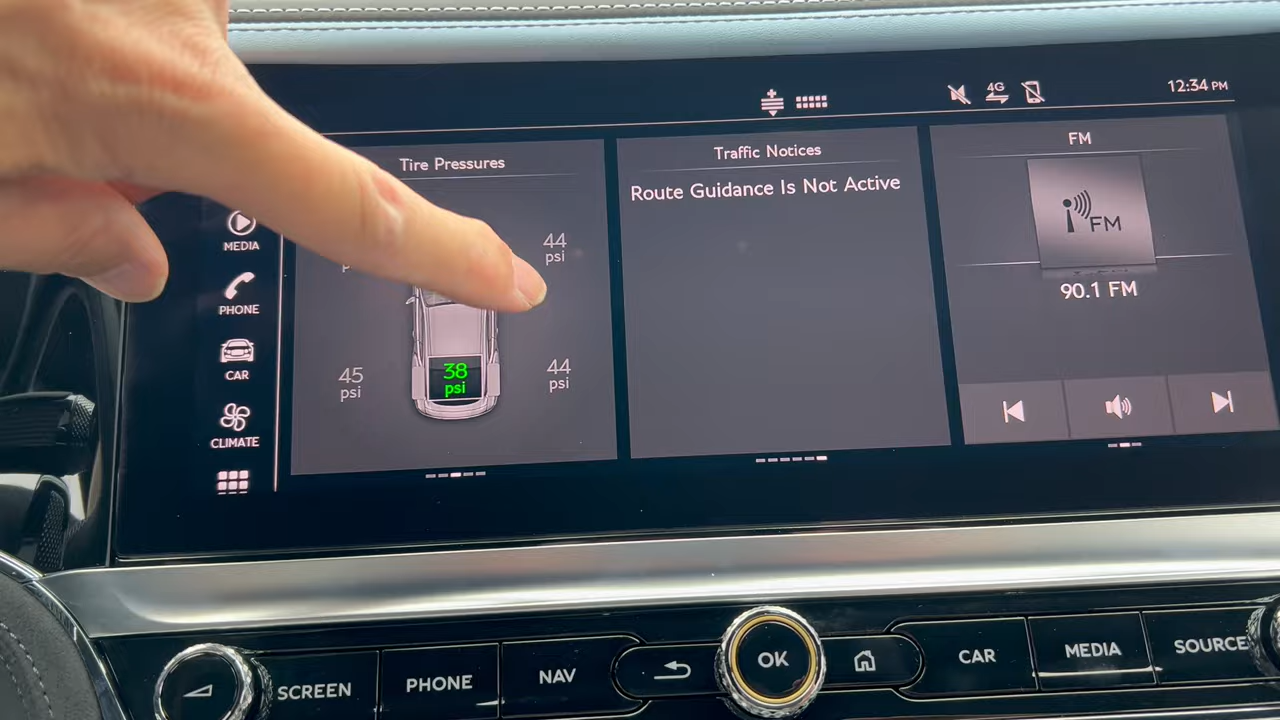 12:34 PM
4G
Tire Pressures
Traffic Notices
FM
Route Guidance Is Not Active
FM
MEDIA
44
psi
PHONE
90.1 FM
CAR
45
psi
38
psi
44
psi
CLIMATE
SCREEN
PHONE
NAV
OK
CAR
MEDIA
SOURCE